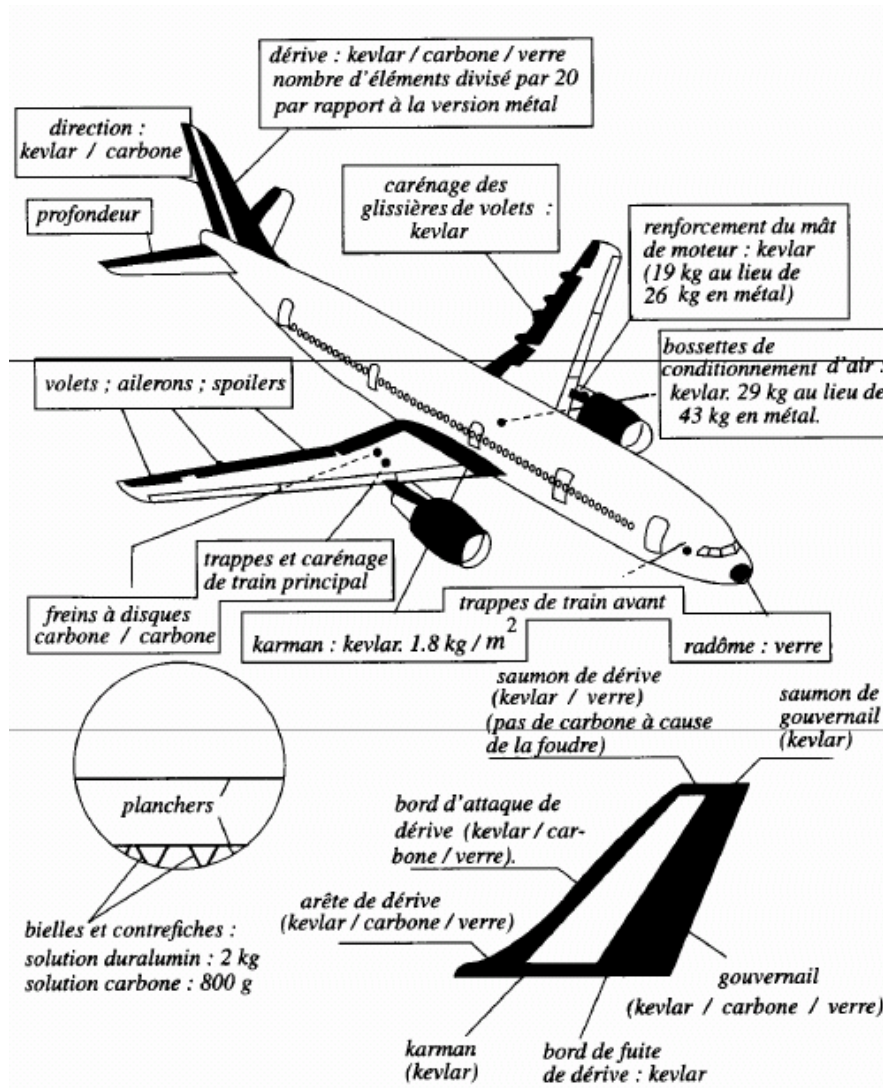 dérive : kevlar / carbone / verre
nombre d'éléments divisé par 20
par rapport à la version métal
direction :
kevlar / carbone
profondeur
carénage des
glissières de volets :
kevlar
renforcement du mât
de moteur : kevlar
(19 kg au lieu de
26 kg en métal)
bossettes de
conditionnement d'air :
kevlar. 29 kg au lieu de
43 kg en métal.
volets ; ailerons ; spoilers
trappes et carénage
de train principal
freins à disques
carbone / carbone
karman : kevlar. 1.8 kg / m²
trappes de train avant
radôme : verre
planchers
bielles et contrefiches :
solution duralumin : 2 kg
solution carbone : 800 g
saumon de dérive
(kevlar / verre)
(pas de carbone à cause
de la foudre)
saumon de
gouvernail
(kevlar)
bord d'attaque de
dérive (kevlar / car-
bone / verre).
arête de dérive
(kevlar / carbone / verre)
gouvernail
(kevlar / carbone / verre)
karman
(kevlar)
bord de fuite
de dérive : kevlar